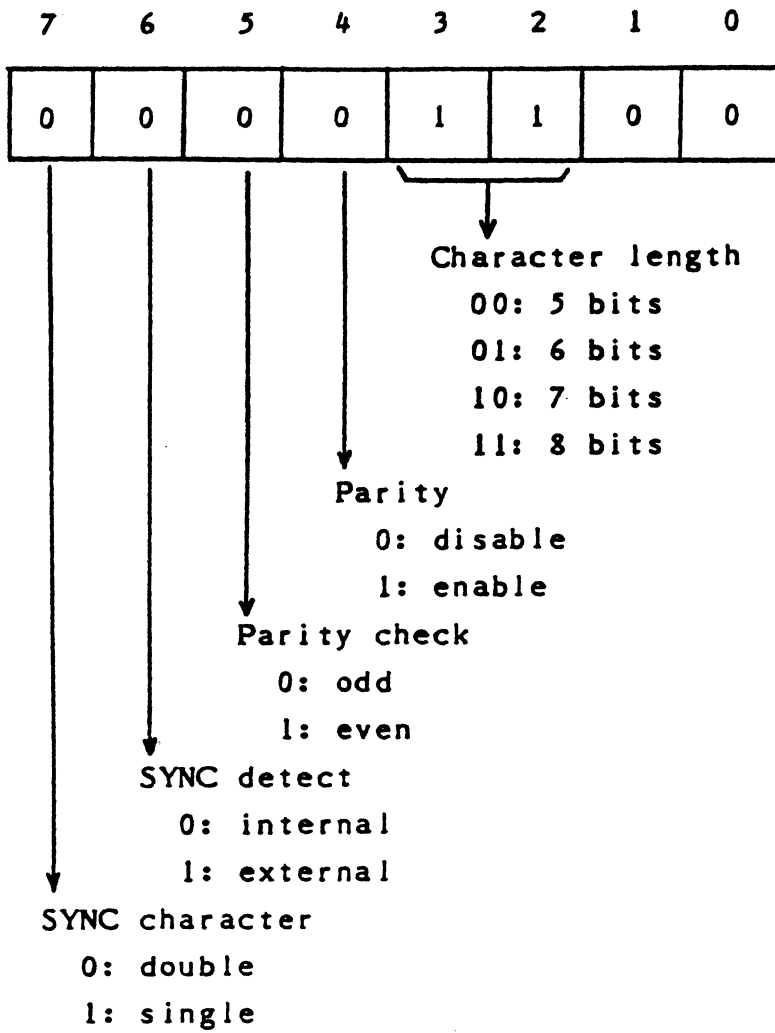 7 6 5 4 3 2 1 0
0 0 0 0 1 1 0 0
Character length
00: 5 bits
01: 6 bits
10: 7 bits
11: 8 bits
Parity
0: disable
1: enable
Parity check
0: odd
1: even
SYNC detect
0: internal
1: external
SYNC character
0: double
1: single